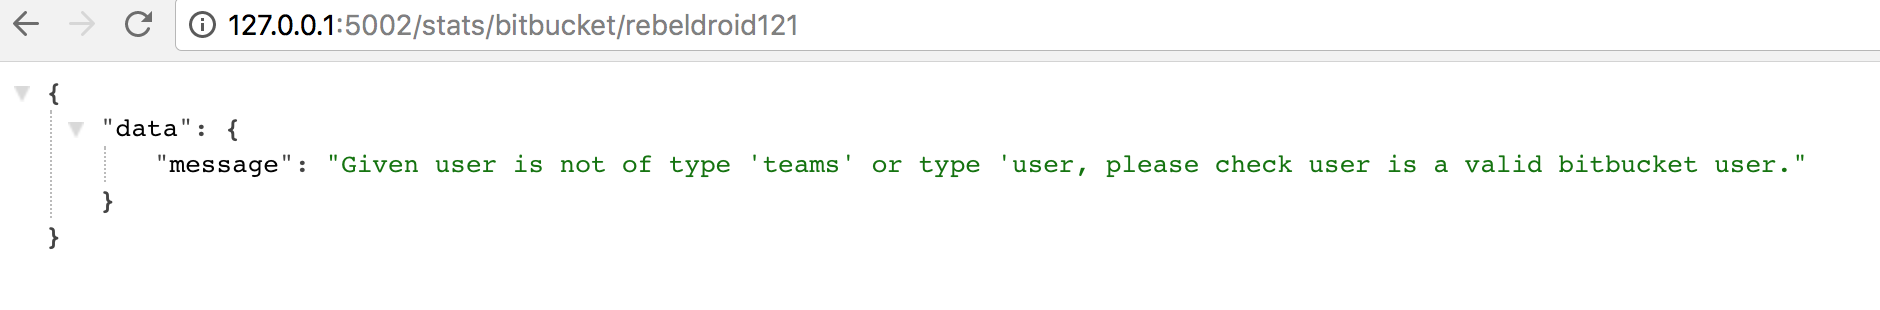 127.0.0.1:5002/stats/bitbucket/rebeldroid121
{
"data": {
"message": "Given user is not of type 'teams' or type 'user, please check user is a valid bitbucket user."
}
}